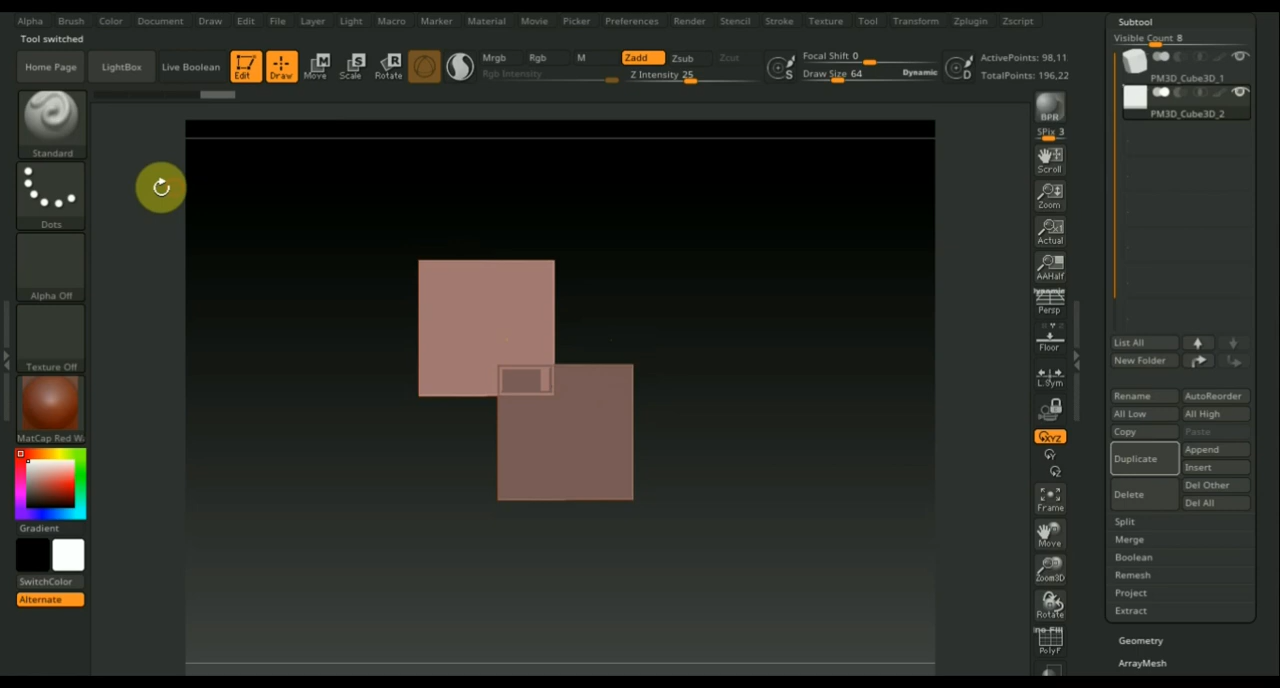 Alpha Brush Color Document Draw Edit File Layer Light Macro Marker Material Movie Picker Preferences Render Stencil Stroke Texture Tool Transform Zplugin Zscript
Tool switched
Home Page LightBox Live Boolean Edit Draw Move Scale Rotate
Mrgb Rgb M Zadd Zsub Zcut
Rgb Intensity Z Intensity 25
Focal Shift 0
Draw Size 64 Dynamic
S
D
ActivePoints: 98,11
TotalPoints: 196,22
Standard
Dots
Alpha Off
Texture Off
MatCap Red W
Gradient
SwitchColor
Alternate
BPR
SPix 3
Scroll
Zoom
Actual
AAHalf
Dynamic
Persp
Floor
L.Sym
XYZ
Y
Z
Frame
Move
Zoom3D
Rotate
PolyF
Subtool
Visible Count 8
PM3D_Cube3D_1
PM3D_Cube3D_2
List All
New Folder
Rename AutoReorder
All Low All High
Copy Paste
Duplicate Append
Insert
Delete Del Other
Del All
Split
Merge
Boolean
Remesh
Project
Extract
Geometry
ArrayMesh